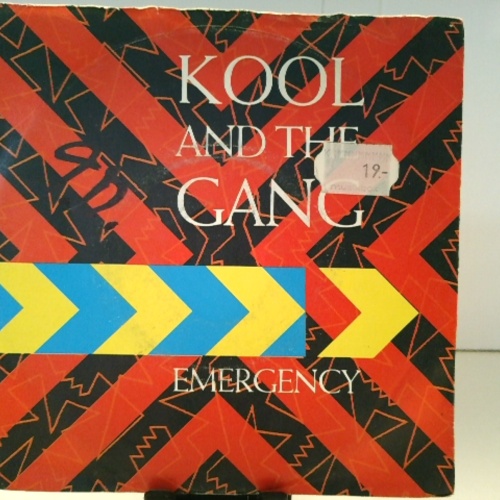 KOOL
AND THE
GANG
19.-
EMERGENCY